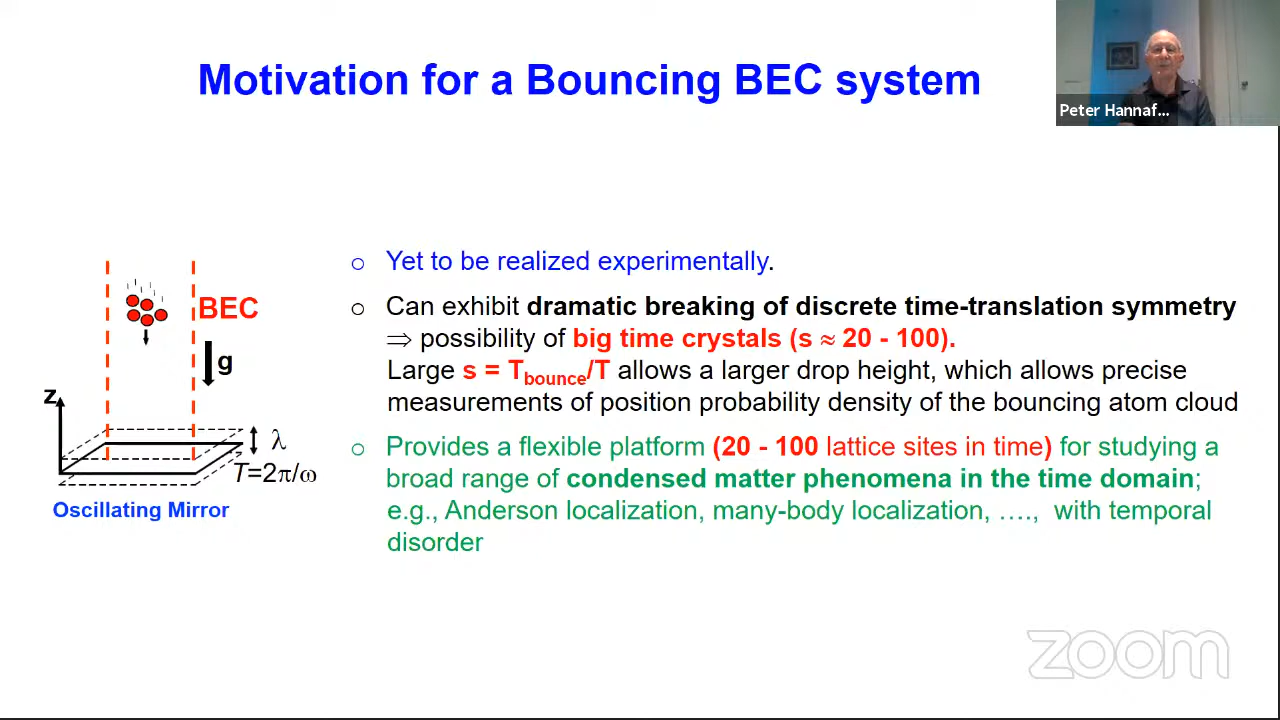 Motivation for a Bouncing BEC system
Peter Hannaf...
BEC
g
z
λ
T=2π/ω
Oscillating Mirror
○ Yet to be realized experimentally.
○ Can exhibit dramatic breaking of discrete time-translation symmetry
⇒ possibility of big time crystals (s ≈ 20 - 100).
Large s = Tbounce/T allows a larger drop height, which allows precise
measurements of position probability density of the bouncing atom cloud
○ Provides a flexible platform (20 - 100 lattice sites in time) for studying a
broad range of condensed matter phenomena in the time domain;
e.g., Anderson localization, many-body localization, …., with temporal
disorder
zoom